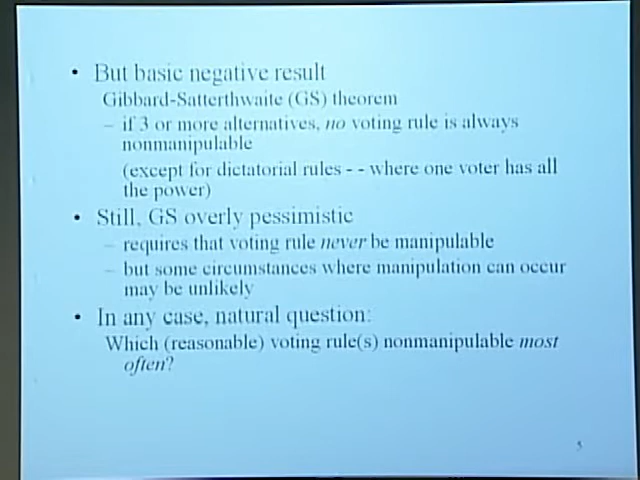 • But basic negative result
Gibbard-Satterthwaite (GS) theorem
– if 3 or more alternatives, no voting rule is always
nonmanipulable
(except for dictatorial rules - - where one voter has all
the power)
• Still, GS overly pessimistic
– requires that voting rule never be manipulable
– but some circumstances where manipulation can occur
may be unlikely
• In any case, natural question:
Which (reasonable) voting rule(s) nonmanipulable most
often?
5